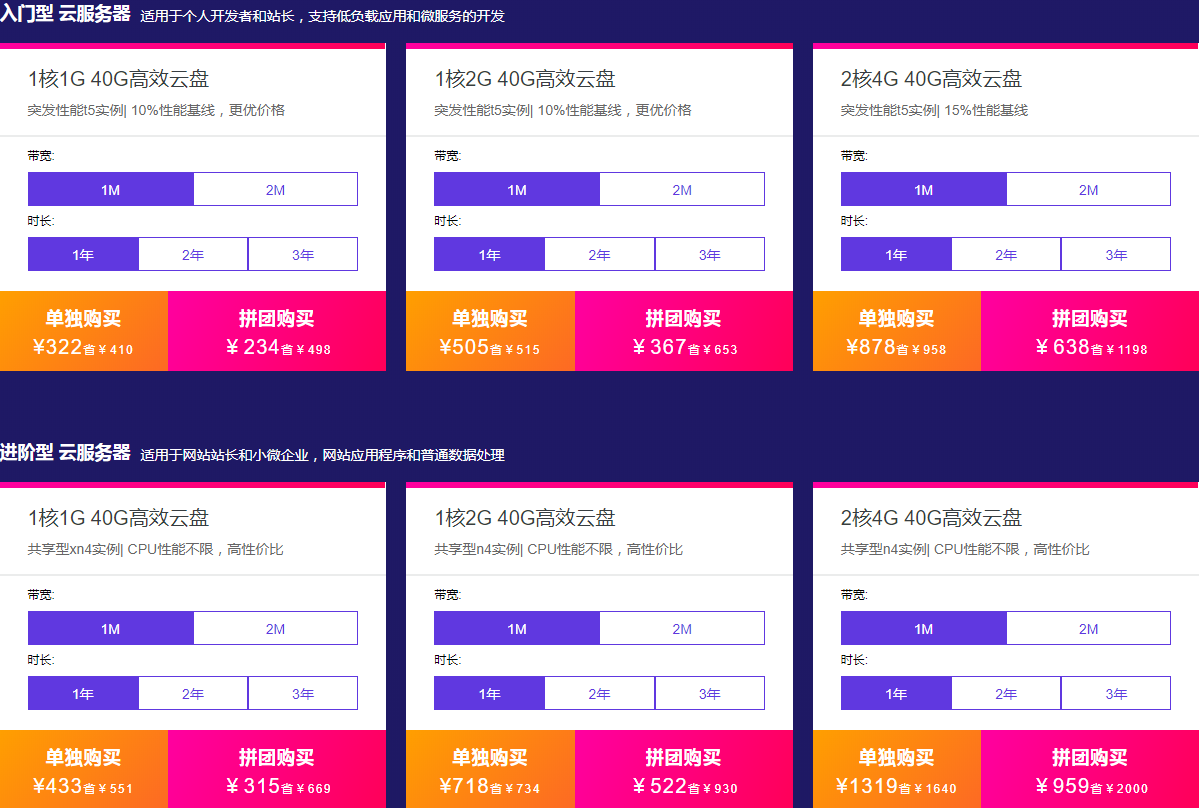 入门型 云服务器 适用于个人开发者和站长，支持低负载应用和微服务的开发
1核1G 40G高效云盘
突发性能t5实例| 10%性能基线，更优价格
带宽:
1M 2M
时长:
1年 2年 3年
单独购买 拼团购买
¥322省￥410 ￥234省￥498
1核2G 40G高效云盘
突发性能t5实例| 10%性能基线，更优价格
带宽:
1M 2M
时长:
1年 2年 3年
单独购买 拼团购买
¥505省￥515 ￥367省￥653
2核4G 40G高效云盘
突发性能t5实例| 15%性能基线
带宽:
1M 2M
时长:
1年 2年 3年
单独购买 拼团购买
¥878省￥958 ￥638省￥1198
进阶型 云服务器 适用于网站站长和小微企业，网站应用程序和普通数据处理
1核1G 40G高效云盘
共享型xn4实例| CPU性能不限，高性价比
带宽:
1M 2M
时长:
1年 2年 3年
单独购买 拼团购买
¥433省￥551 ￥315省￥669
1核2G 40G高效云盘
共享型n4实例| CPU性能不限，高性价比
带宽:
1M 2M
时长:
1年 2年 3年
单独购买 拼团购买
¥718省￥734 ￥522省￥930
2核4G 40G高效云盘
共享型n4实例| CPU性能不限，高性价比
带宽:
1M 2M
时长:
1年 2年 3年
单独购买 拼团购买
¥1319省￥1640 ￥959省￥2000